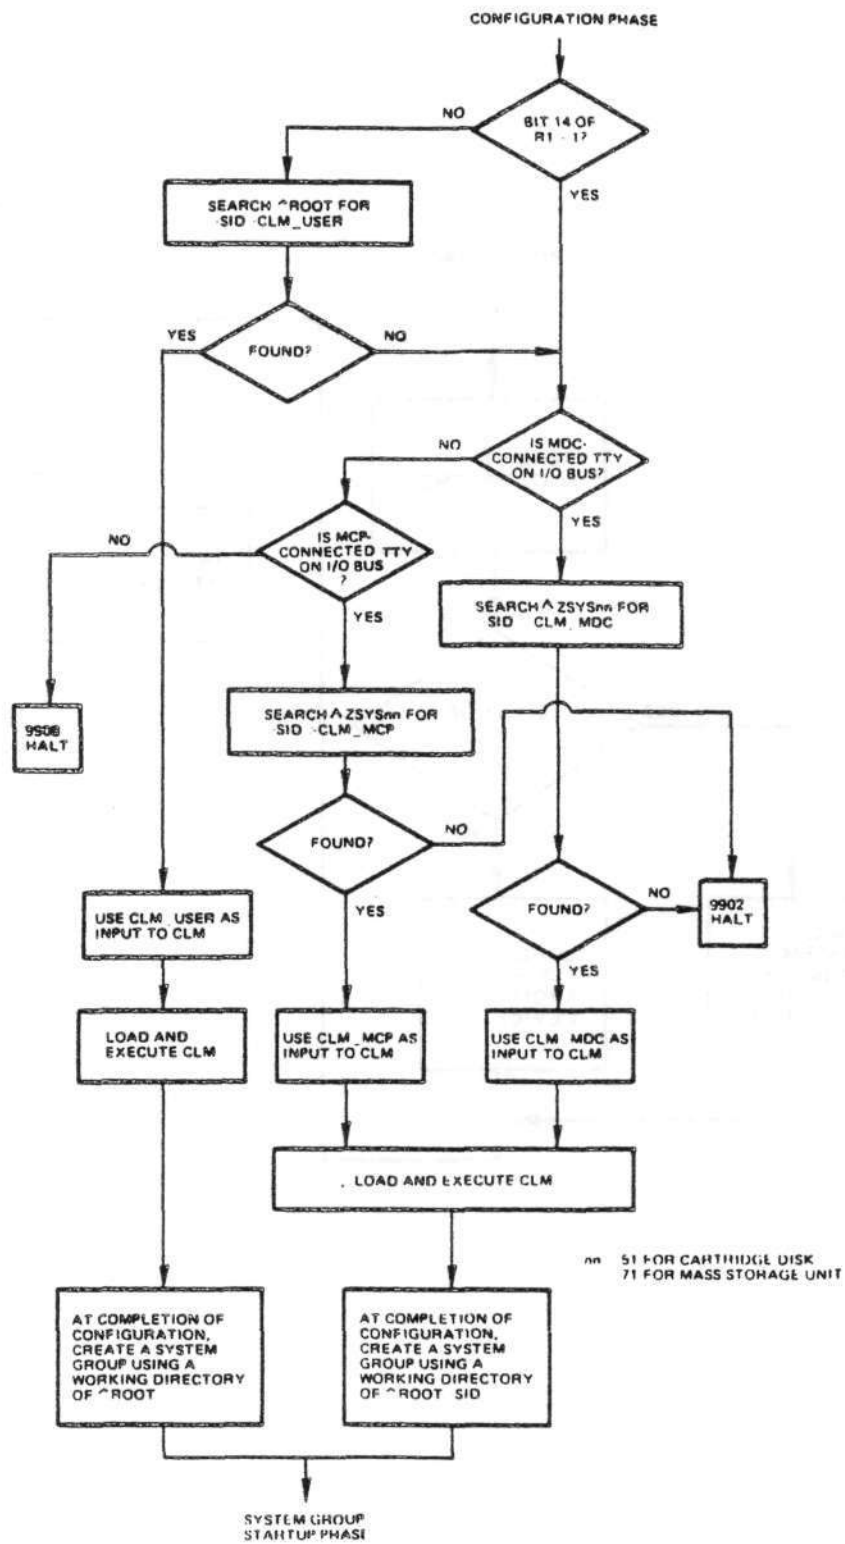 CONFIGURATION PHASE
NO
BIT 14 OF
R1 - 1?
YES
SEARCH ^ROOT FOR
SID CLM_USER
YES
FOUND?
NO
NO
IS MDC-
CONNECTED TTY
ON I/O BUS?
YES
NO
IS MCP-
CONNECTED TTY
ON I/O BUS
?
YES
SEARCH ^ ZSYSnn FOR
SID CLM_MDC
9908
HALT
SEARCH ^ ZSYSnn FOR
SID CLM_MCP
FOUND?
NO
YES
FOUND?
NO
YES
9902
HALT
USE CLM_USER AS
INPUT TO CLM
LOAD AND
EXECUTE CLM
USE CLM_MCP AS
INPUT TO CLM
USE CLM_MDC AS
INPUT TO CLM
LOAD AND EXECUTE CLM
nn 51 FOR CARTRIDGE DISK
71 FOR MASS STORAGE UNIT
AT COMPLETION OF
CONFIGURATION,
CREATE A SYSTEM
GROUP USING A
WORKING DIRECTORY
OF ^ROOT
AT COMPLETION OF
CONFIGURATION,
CREATE A SYSTEM
GROUP USING A
WORKING DIRECTORY
OF ^ROOT SID
SYSTEM GROUP
STARTUP PHASE